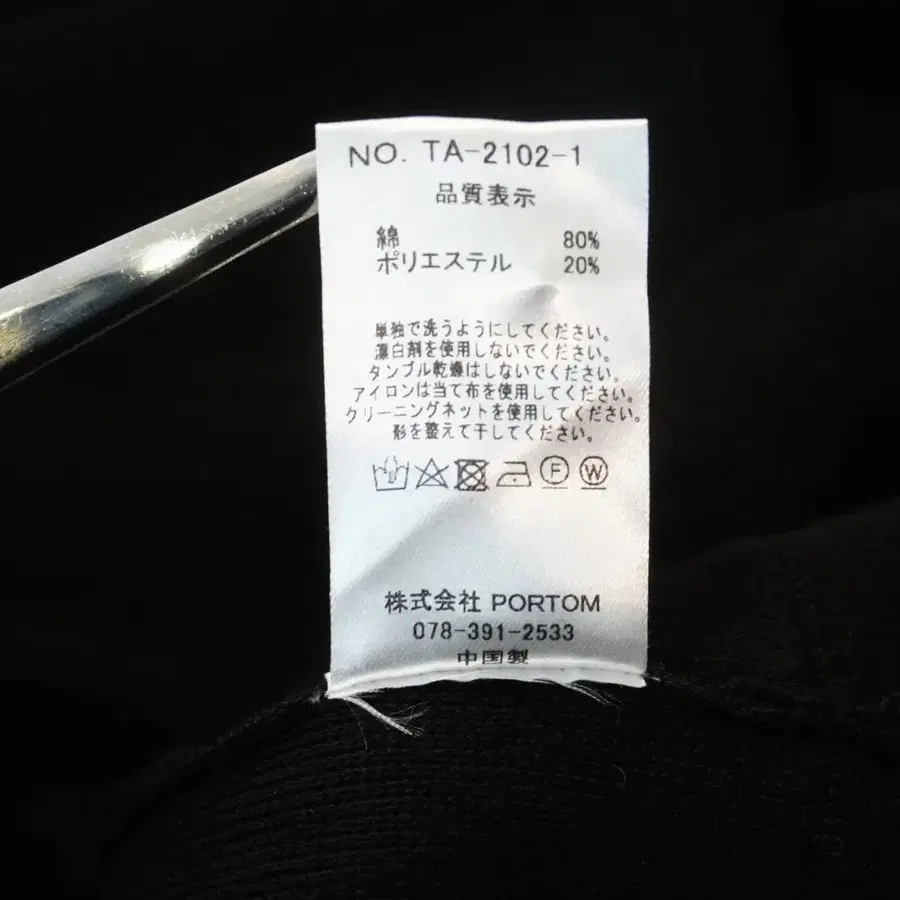 NO. TA-2102-1
品質表示
綿 80%
ポリエステル 20%
単独で洗うようにしてください。
漂白剤を使用しないでください。
タンブル乾燥はしないでください。
アイロンは当て布を使用してください。
クリーニングネットを使用してください。
形を整えて干してください。
F W
株式会社 PORTOM
078-391-2533
中国製